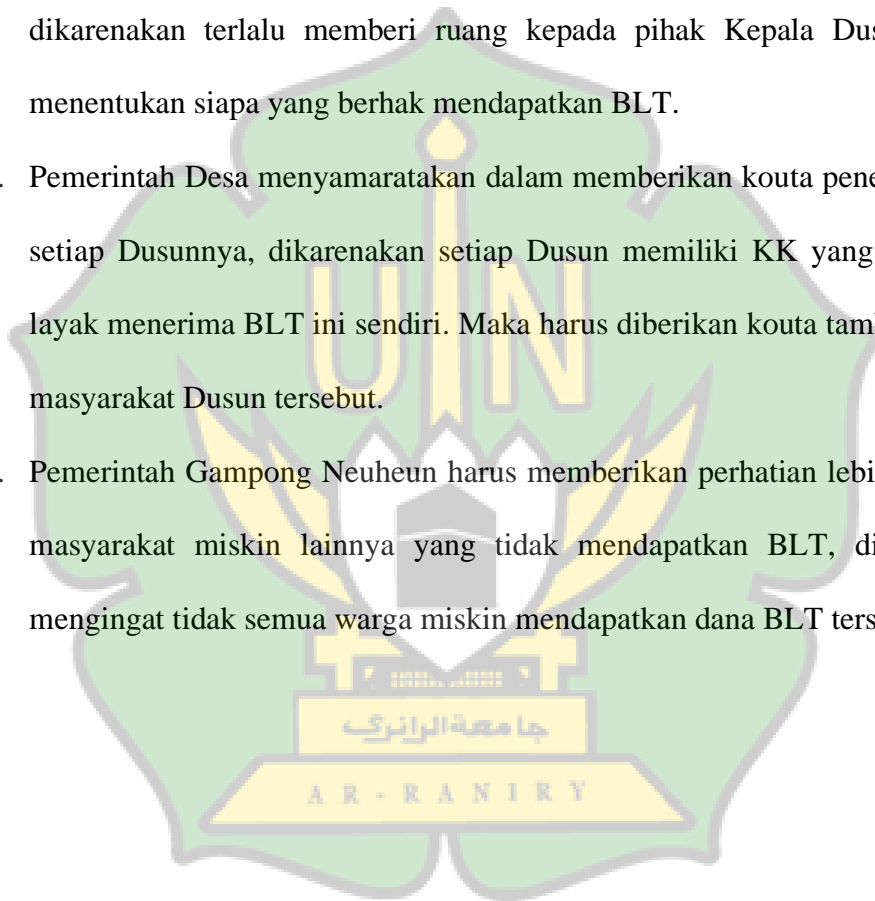 dikarenakan terlalu memberi ruang kepada pihak Kepala Dus
menentukan siapa yang berhak mendapatkan BLT.
. Pemerintah Desa menyamaratakan dalam memberikan kouta pene
setiap Dusunnya, dikarenakan setiap Dusun memiliki KK yang
layak menerima BLT ini sendiri. Maka harus diberikan kouta tam
masyarakat Dusun tersebut.
. Pemerintah Gampong Neuheun harus memberikan perhatian lebi
masyarakat miskin lainnya yang tidak mendapatkan BLT, di
mengingat tidak semua warga miskin mendapatkan dana BLT ters
UIN
جامعة الرانري
AR-RANIRY